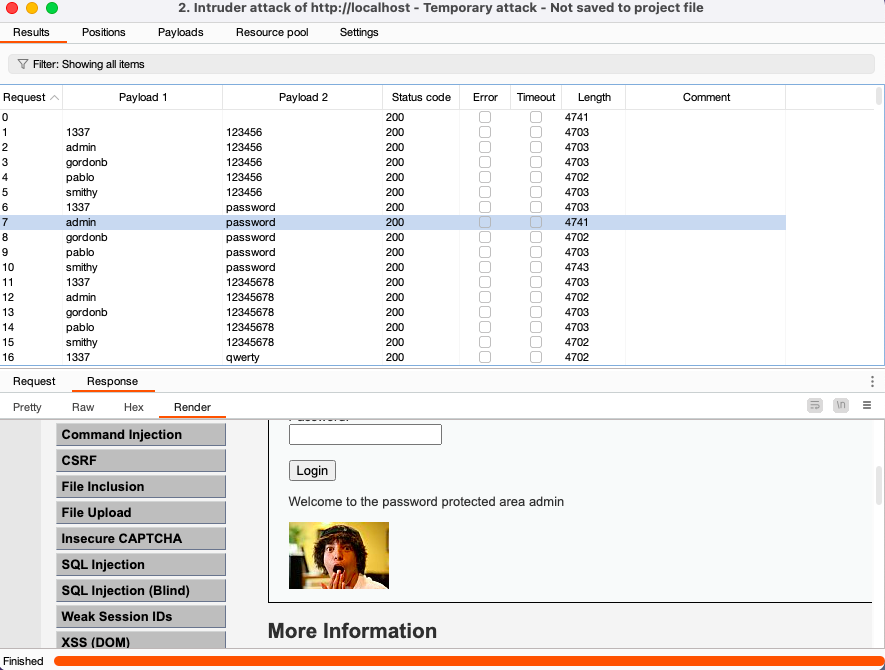 2. Intruder attack of http://localhost - Temporary attack - Not saved to project file
Results Positions Payloads Resource pool Settings
Filter: Showing all items
Request Payload 1 Payload 2 Status code Error Timeout Length Comment
0 200 4741
1 1337 123456 200 4703
2 admin 123456 200 4703
3 gordonb 123456 200 4703
4 pablo 123456 200 4702
5 smithy 123456 200 4703
6 1337 password 200 4703
7 admin password 200 4741
8 gordonb password 200 4702
9 pablo password 200 4703
10 smithy password 200 4743
11 1337 12345678 200 4703
12 admin 12345678 200 4702
13 gordonb 12345678 200 4703
14 pablo 12345678 200 4703
15 smithy 12345678 200 4702
16 1337 qwerty 200 4702
Request Response
Pretty Raw Hex Render \n
Command Injection
CSRF
File Inclusion
File Upload
Insecure CAPTCHA
SQL Injection
SQL Injection (Blind)
Weak Session IDs
XSS (DOM)
Login
Welcome to the password protected area admin
More Information
Finished